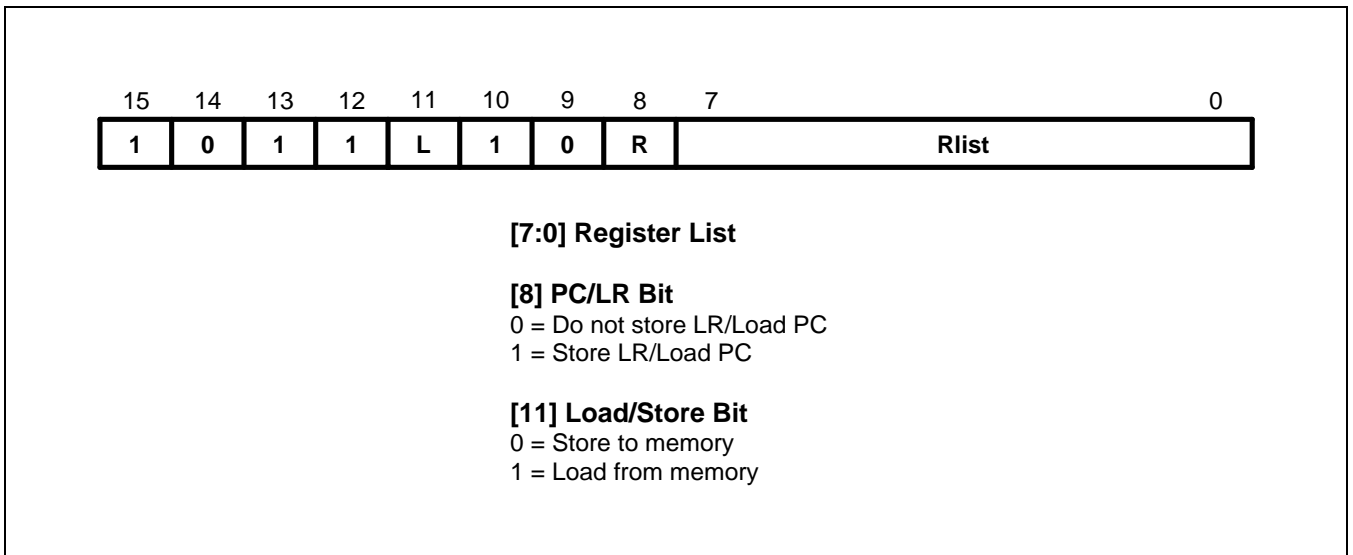 15 14 13 12 11 10 9 8 7 0
1 0 1 1 L 1 0 R Rlist
[7:0] Register List
[8] PC/LR Bit
0 = Do not store LR/Load PC
1 = Store LR/Load PC
[11] Load/Store Bit
0 = Store to memory
1 = Load from memory